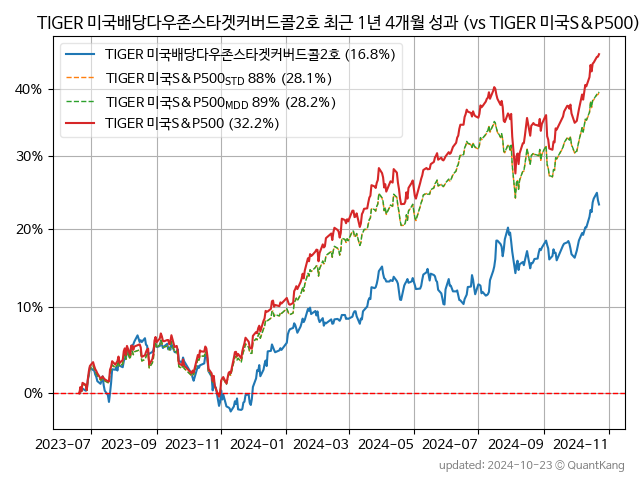 TIGER 미국배당다우존스타겟커버드콜2호 최근 1년 4개월 성과 (vs TIGER 미국S&P500)
TIGER 미국배당다우존스타겟커버드콜2호 (16.8%)
TIGER 미국S&P500STD 88% (28.1%)
TIGER 미국S&P500MDD 89% (28.2%)
TIGER 미국S&P500 (32.2%)
40%
30%
20%
10%
0%
2023-07 2023-09 2023-11 2024-01 2024-03 2024-05 2024-07 2024-09 2024-11
updated: 2024-10-23 © QuantKang